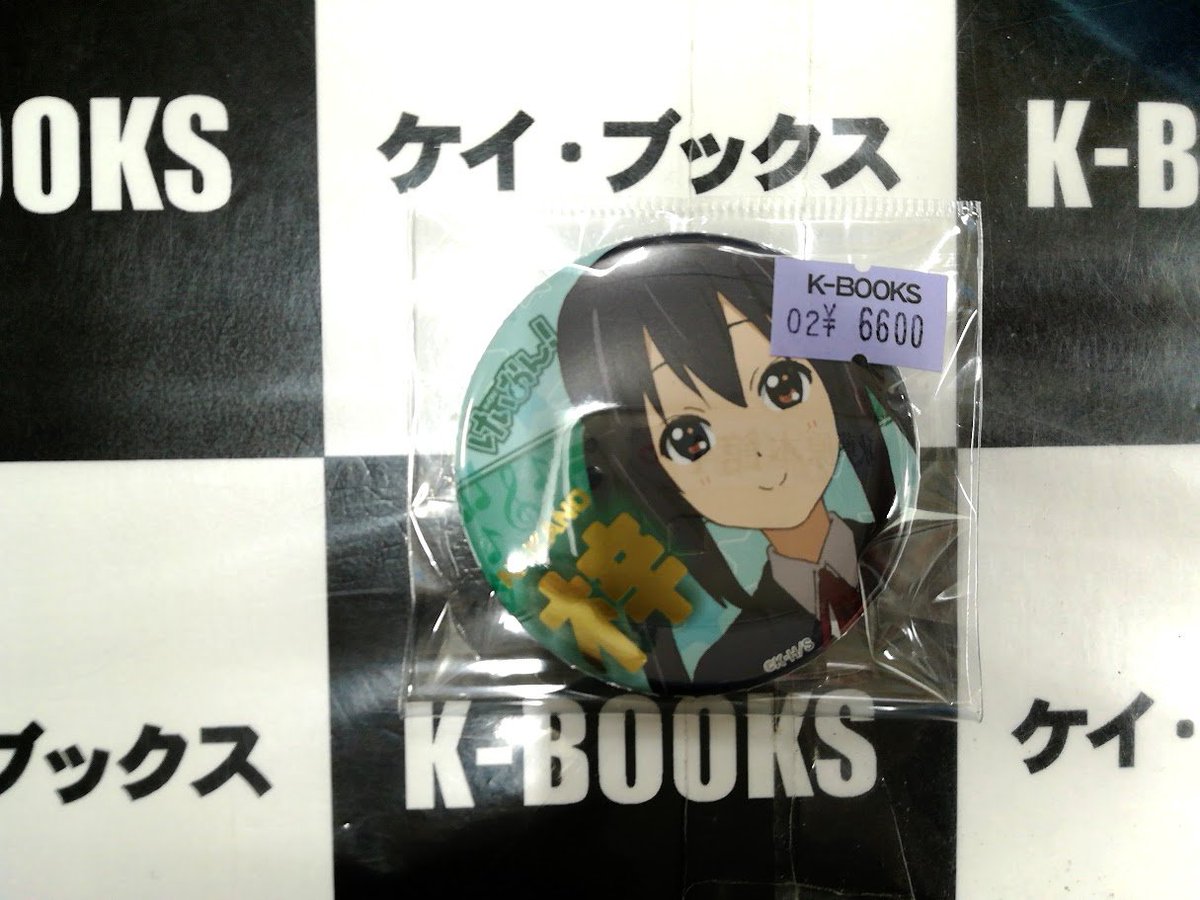 OOKS
ケイ・ブックス
K-B
K-BOOKS
02¥ 6600
けいおん!!
梓
©K-H/S
ブックス
K-BOOKS
ケイ・